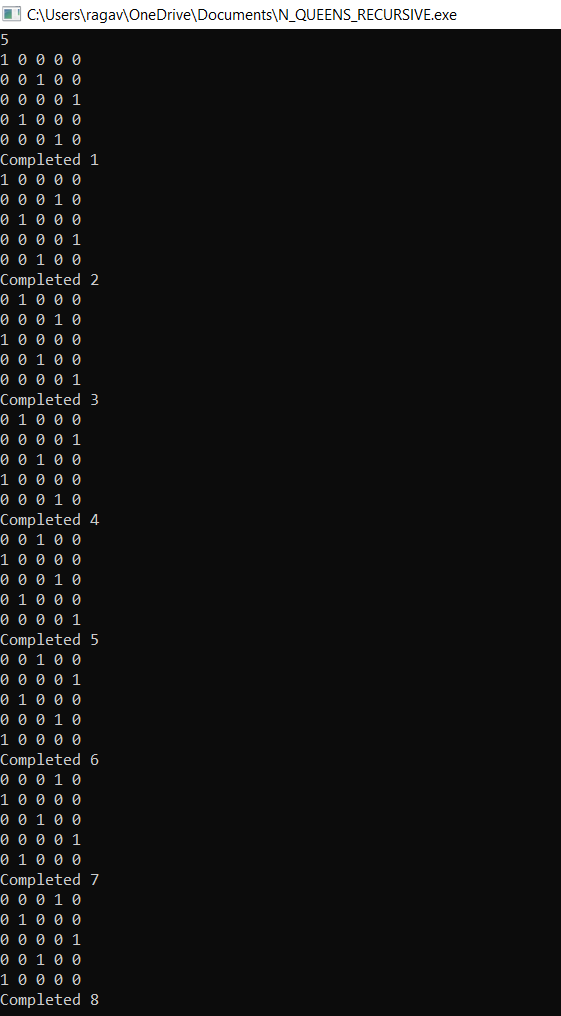 C:\Users\ragav\OneDrive\Documents\N_QUEENS_RECURSIVE.exe
5
1 0 0 0 0
0 0 1 0 0
0 0 0 0 1
0 1 0 0 0
0 0 0 1 0
Completed 1
1 0 0 0 0
0 0 0 1 0
0 1 0 0 0
0 0 0 0 1
0 0 1 0 0
Completed 2
0 1 0 0 0
0 0 0 1 0
1 0 0 0 0
0 0 1 0 0
0 0 0 0 1
Completed 3
0 1 0 0 0
0 0 0 0 1
0 0 1 0 0
1 0 0 0 0
0 0 0 1 0
Completed 4
0 0 1 0 0
1 0 0 0 0
0 0 0 1 0
0 1 0 0 0
0 0 0 0 1
Completed 5
0 0 1 0 0
0 0 0 0 1
0 1 0 0 0
0 0 0 1 0
1 0 0 0 0
Completed 6
0 0 0 1 0
1 0 0 0 0
0 0 1 0 0
0 0 0 0 1
0 1 0 0 0
Completed 7
0 0 0 1 0
0 1 0 0 0
0 0 0 0 1
0 0 1 0 0
1 0 0 0 0
Completed 8